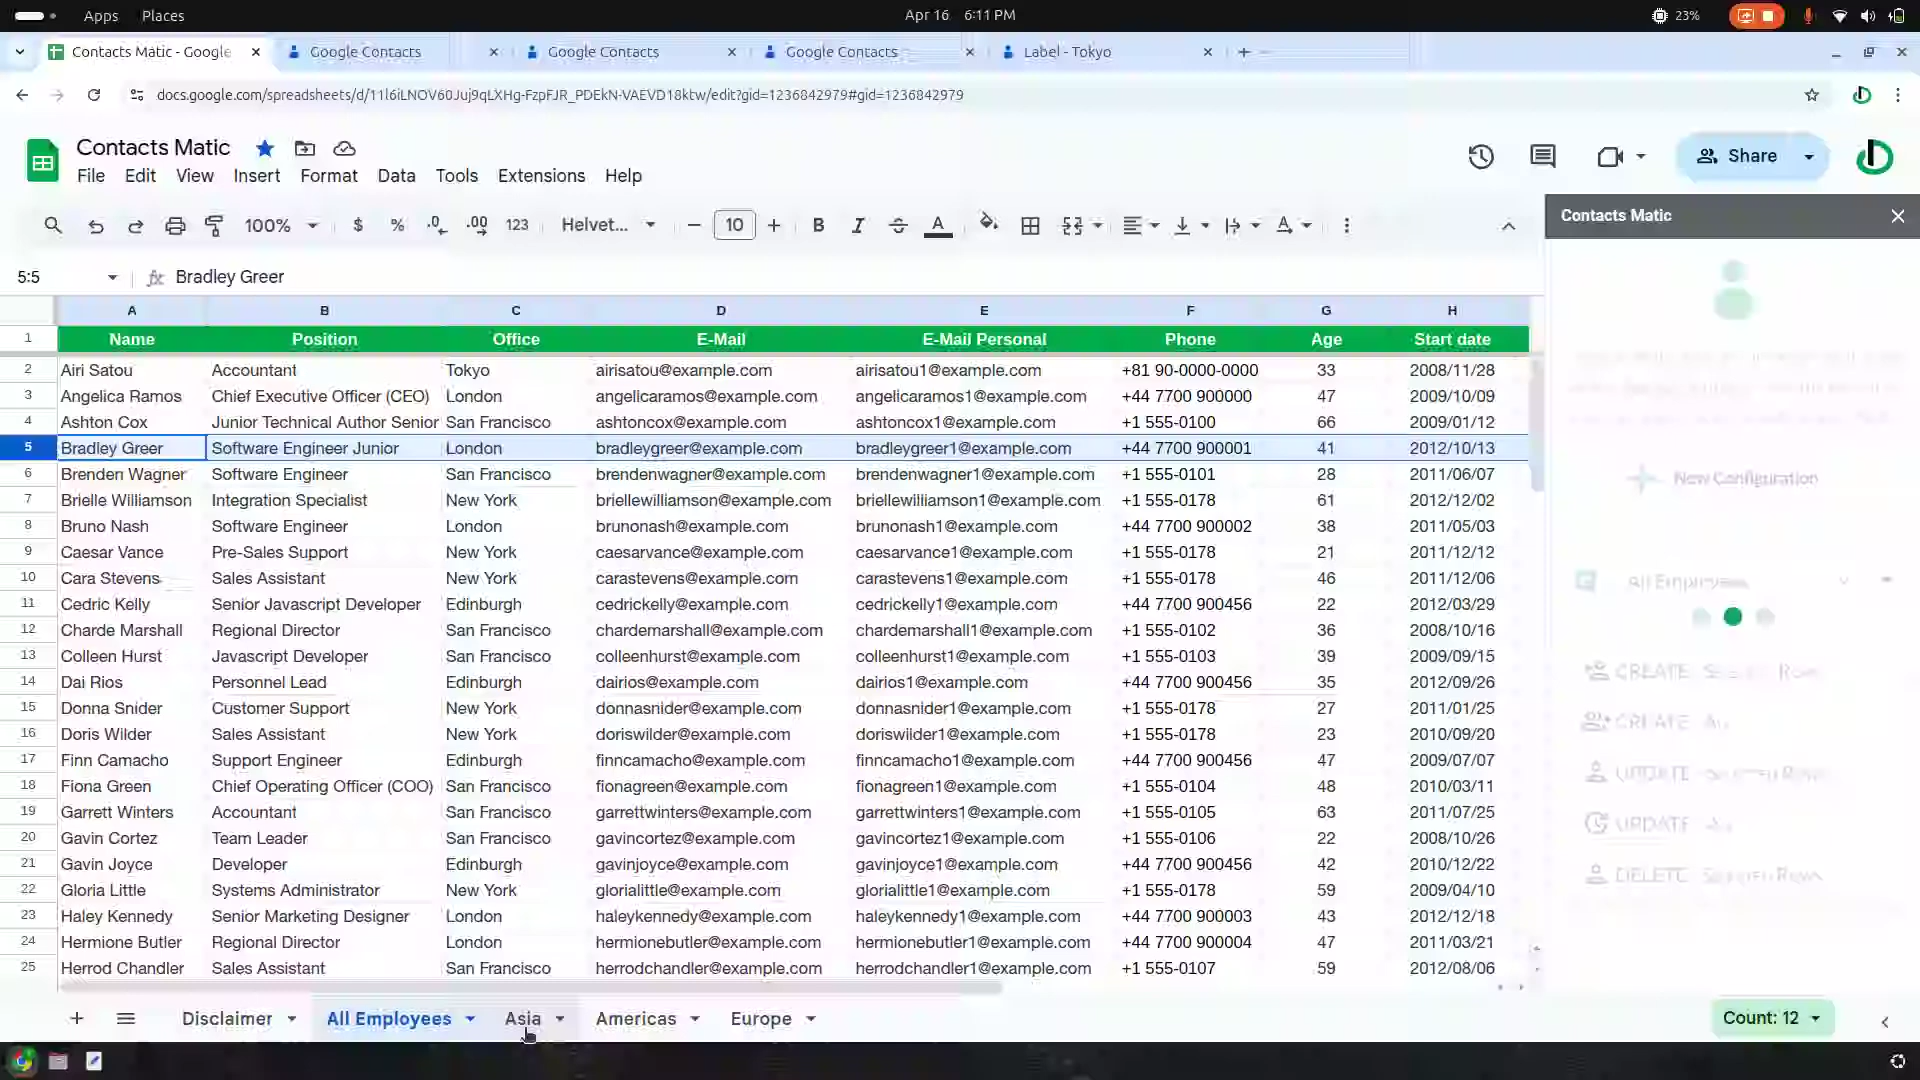 Apps Places Apr 16 6:11 PM 23%
Contacts Matic - Google Google Contacts Google Contacts Google Contacts Label - Tokyo
docs.google.com/spreadsheets/d/11l6iLNOV60Juj9qLXHg-FzpFJR_PDEkN-VAEVD18ktw/edit?gid=1236842979#gid=1236842979
Contacts Matic
File Edit View Insert Format Data Tools Extensions Help
Share
100% $ % .0 .00 123 Helvet... 10 B I A
Contacts Matic
5:5 Bradley Greer
A B C D E F G H
1 Name Position Office E-Mail E-Mail Personal Phone Age Start date
2 Airi Satou Accountant Tokyo airisatou@example.com airisatou1@example.com +81 90-0000-0000 33 2008/11/28
3 Angelica Ramos Chief Executive Officer (CEO) London angelicaramos@example.com angelicaramos1@example.com +44 7700 900000 47 2009/10/09
4 Ashton Cox Junior Technical Author Senior San Francisco ashtoncox@example.com ashtoncox1@example.com +1 555-0100 66 2009/01/12
5 Bradley Greer Software Engineer Junior London bradleygreer@example.com bradleygreer1@example.com +44 7700 900001 41 2012/10/13
6 Brenden Wagner Software Engineer San Francisco brendenwagner@example.com brendenwagner1@example.com +1 555-0101 28 2011/06/07
7 Brielle Williamson Integration Specialist New York briellewilliamson@example.com briellewilliamson1@example.com +1 555-0178 61 2012/12/02
8 Bruno Nash Software Engineer London brunonash@example.com brunonash1@example.com +44 7700 900002 38 2011/05/03
9 Caesar Vance Pre-Sales Support New York caesarvance@example.com caesarvance1@example.com +1 555-0178 21 2011/12/12
10 Cara Stevens Sales Assistant New York carastevens@example.com carastevens1@example.com +1 555-0178 46 2011/12/06
11 Cedric Kelly Senior Javascript Developer Edinburgh cedrickelly@example.com cedrickelly1@example.com +44 7700 900456 22 2012/03/29
12 Charde Marshall Regional Director San Francisco chardemarshall@example.com chardemarshall1@example.com +1 555-0102 36 2008/10/16
13 Colleen Hurst Javascript Developer San Francisco colleenhurst@example.com colleenhurst1@example.com +1 555-0103 39 2009/09/15
14 Dai Rios Personnel Lead Edinburgh dairios@example.com dairios1@example.com +44 7700 900456 35 2012/09/26
15 Donna Snider Customer Support New York donnasnider@example.com donnasnider1@example.com +1 555-0178 27 2011/01/25
16 Doris Wilder Sales Assistant New York doriswilder@example.com doriswilder1@example.com +1 555-0178 23 2010/09/20
17 Finn Camacho Support Engineer Edinburgh finncamacho@example.com finncamacho1@example.com +44 7700 900456 47 2009/07/07
18 Fiona Green Chief Operating Officer (COO) San Francisco fionagreen@example.com fionagreen1@example.com +1 555-0104 48 2010/03/11
19 Garrett Winters Accountant San Francisco garrettwinters@example.com garrettwinters1@example.com +1 555-0105 63 2011/07/25
20 Gavin Cortez Team Leader San Francisco gavincortez@example.com gavincortez1@example.com +1 555-0106 22 2008/10/26
21 Gavin Joyce Developer Edinburgh gavinjoyce@example.com gavinjoyce1@example.com +44 7700 900456 42 2010/12/22
22 Gloria Little Systems Administrator New York glorialittle@example.com glorialittle1@example.com +1 555-0178 59 2009/04/10
23 Haley Kennedy Senior Marketing Designer London haleykennedy@example.com haleykennedy1@example.com +44 7700 900003 43 2012/12/18
24 Hermione Butler Regional Director London hermionebutler@example.com hermionebutler1@example.com +44 7700 900004 47 2011/03/21
25 Herrod Chandler Sales Assistant San Francisco herrodchandler@example.com herrodchandler1@example.com +1 555-0107 59 2012/08/06
New Configuration
All Employees
CREATE - Selected Rows
CREATE - All
UPDATE - Selected Rows
UPDATE - All
DELETE - Selected Rows
Disclaimer All Employees Asia Americas Europe Count: 12